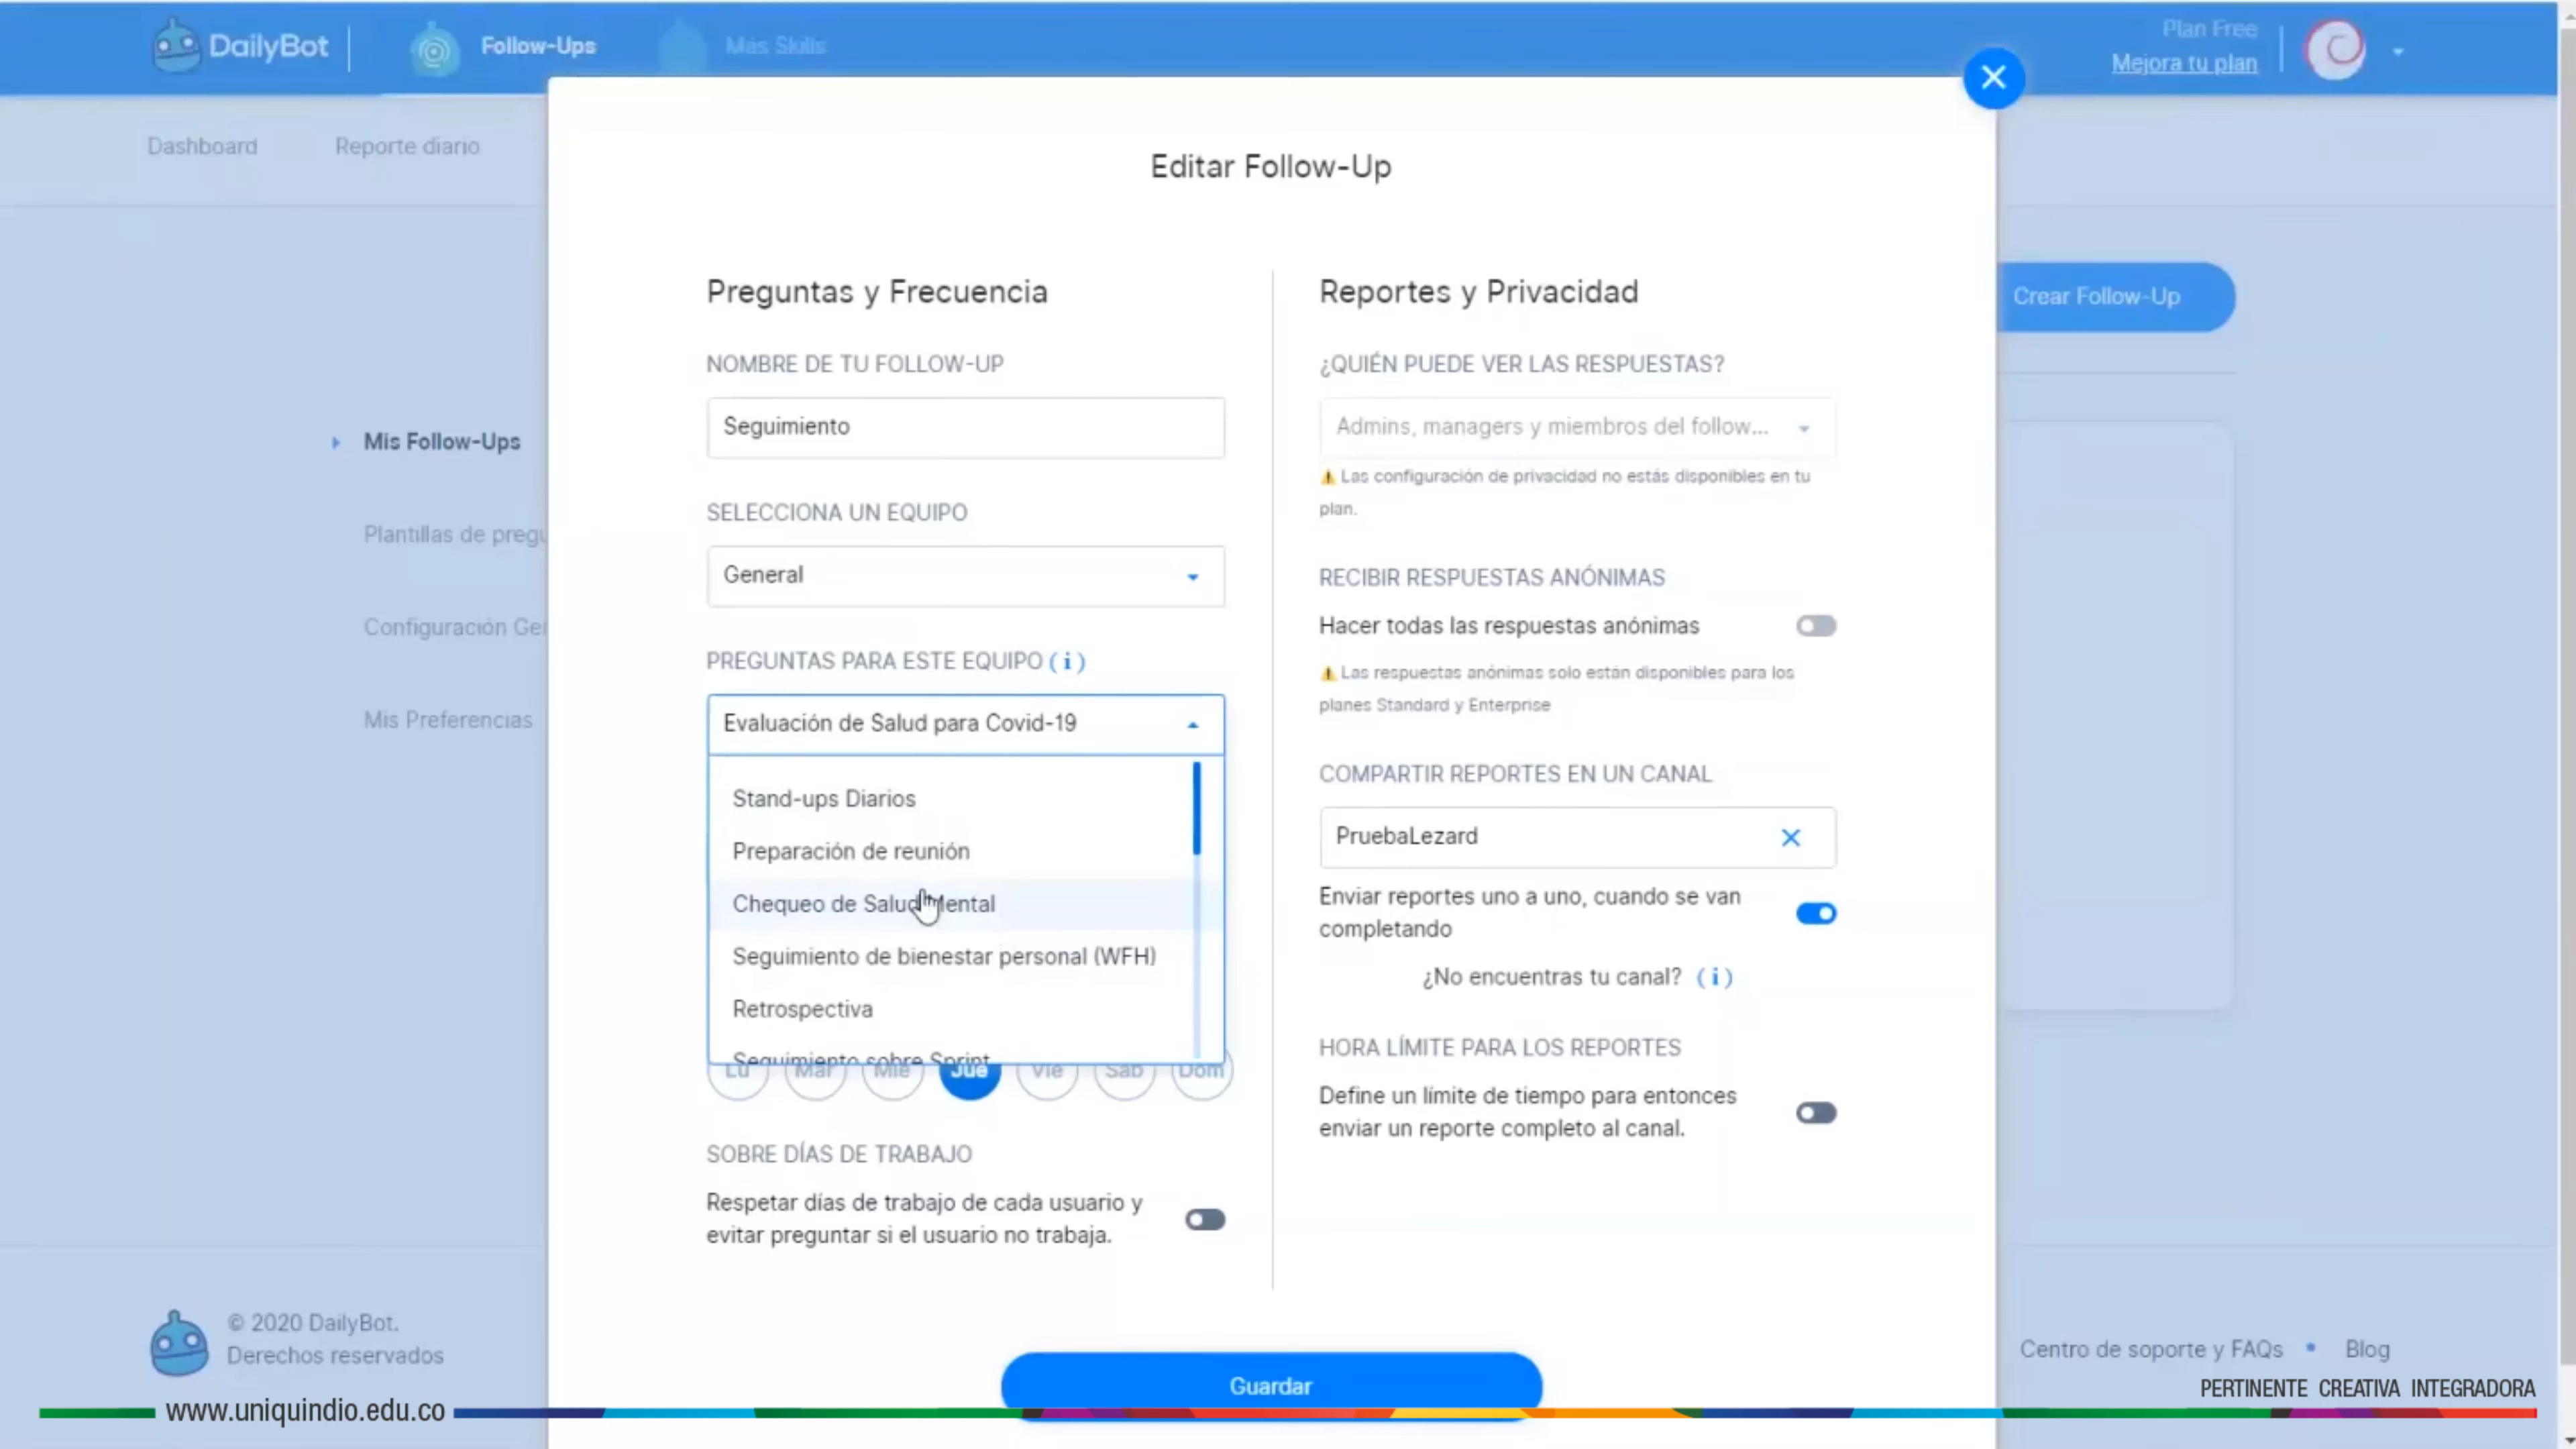 DailyBot
Follow-Ups
Más Skills
Plan Free
Mejora tu plan
Dashboard
Reporte diario
Editar Follow-Up
Crear Follow-Up
Mis Follow-Ups
Plantillas de pregu
Configuración Ge
Mis Preferencias
Preguntas y Frecuencia
NOMBRE DE TU FOLLOW-UP
Seguimiento
SELECCIONA UN EQUIPO
General
PREGUNTAS PARA ESTE EQUIPO ( i )
Evaluación de Salud para Covid-19
Stand-ups Diarios
Preparación de reunión
Chequeo de Salud Mental
Seguimiento de bienestar personal (WFH)
Retrospectiva
Seguimiento sobre Sprint
Lu Mar Mié Jue Vie Sáb Dom
SOBRE DÍAS DE TRABAJO
Respetar días de trabajo de cada usuario y
evitar preguntar si el usuario no trabaja.
Reportes y Privacidad
¿QUIÉN PUEDE VER LAS RESPUESTAS?
Admins, managers y miembros del follow...
Las configuración de privacidad no estás disponibles en tu
plan.
RECIBIR RESPUESTAS ANÓNIMAS
Hacer todas las respuestas anónimas
Las respuestas anónimas solo están disponibles para los
planes Standard y Enterprise
COMPARTIR REPORTES EN UN CANAL
PruebaLezard
Enviar reportes uno a uno, cuando se van
completando
¿No encuentras tu canal? ( i )
HORA LÍMITE PARA LOS REPORTES
Define un límite de tiempo para entonces
enviar un reporte completo al canal.
Guardar
© 2020 DailyBot.
Derechos reservados
Centro de soporte y FAQs • Blog
www.uniquindio.edu.co
PERTINENTE CREATIVA INTEGRADORA